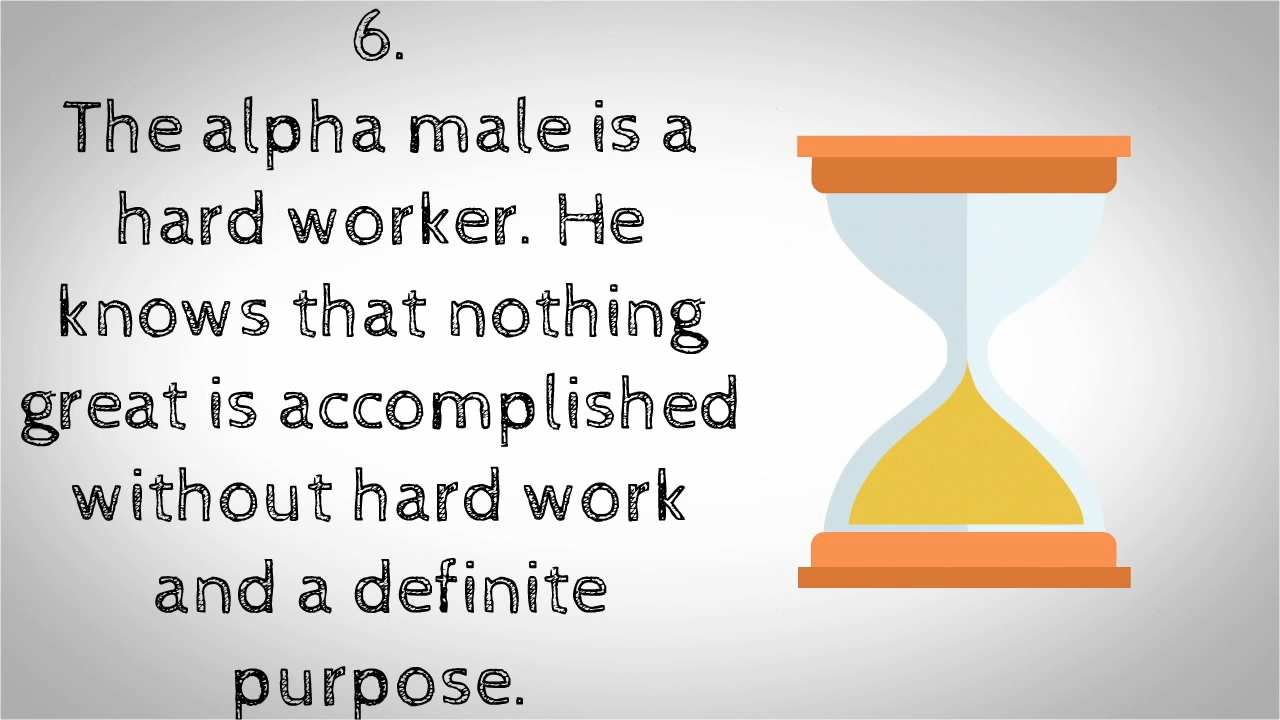 6.
The alpha male is a
hard worker. He
knows that nothing
great is accomplished
without hard work
and a definite
purpose.